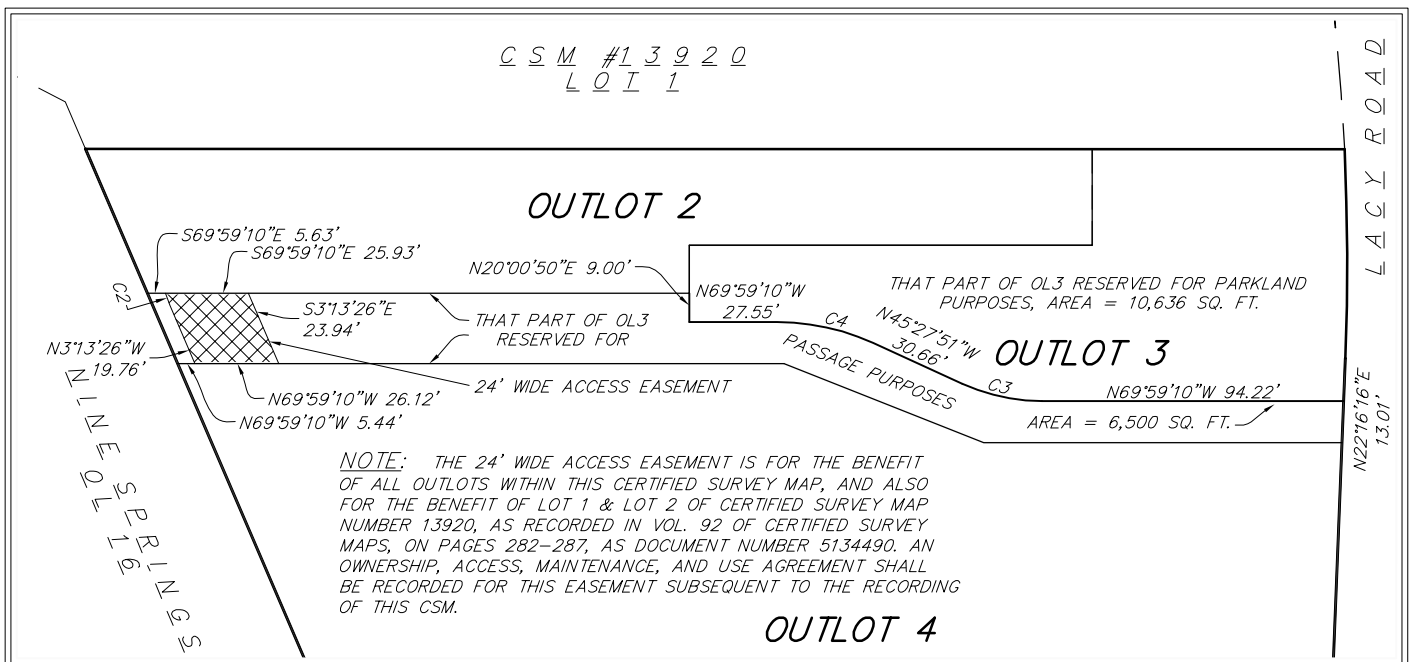 CSM #13920
LOT 1
LACY ROAD
OUTLOT 2
S69°59'10"E 5.63'
S69°59'10"E 25.93'
N20°00'50"E 9.00'
C2
N69°59'10"W
27.55'
THAT PART OF OL3 RESERVED FOR PARKLAND
PURPOSES, AREA = 10,636 SQ. FT.
S3°13'26"E
23.94'
THAT PART OF OL3
RESERVED FOR
C4
N45°27'51"W
30.66'
OUTLOT 3
PASSAGE PURPOSES
N3°13'26"W
19.76'
24' WIDE ACCESS EASEMENT
C3
N69°59'10"W 94.22'
N69°59'10"W 26.12'
N69°59'10"W 5.44'
AREA = 6,500 SQ. FT.
N22°16'16"E
13.01'
NINE SPRINGS
OL 16
NOTE: THE 24' WIDE ACCESS EASEMENT IS FOR THE BENEFIT
OF ALL OUTLOTS WITHIN THIS CERTIFIED SURVEY MAP, AND ALSO
FOR THE BENEFIT OF LOT 1 & LOT 2 OF CERTIFIED SURVEY MAP
NUMBER 13920, AS RECORDED IN VOL. 92 OF CERTIFIED SURVEY
MAPS, ON PAGES 282-287, AS DOCUMENT NUMBER 5134490. AN
OWNERSHIP, ACCESS, MAINTENANCE, AND USE AGREEMENT SHALL
BE RECORDED FOR THIS EASEMENT SUBSEQUENT TO THE RECORDING
OF THIS CSM.
OUTLOT 4